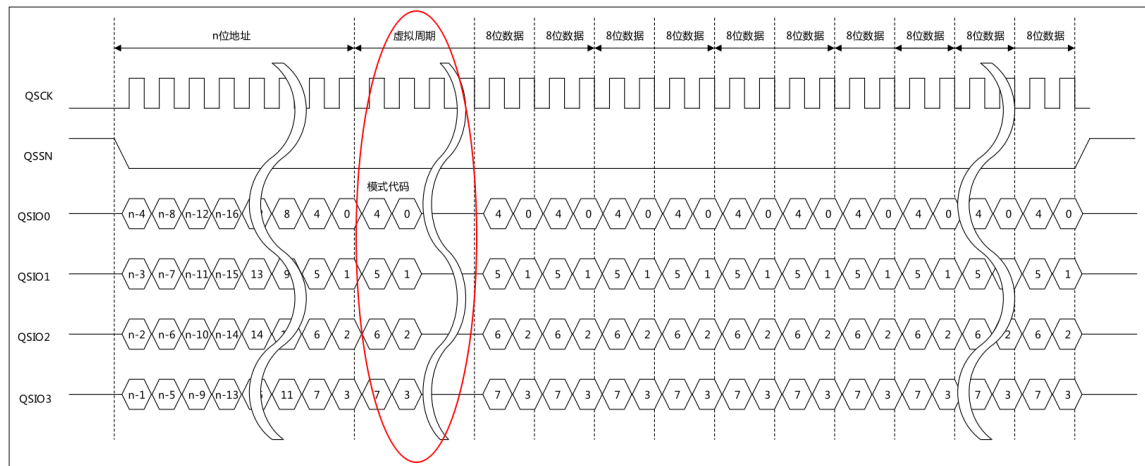 n位地址 虚拟周期 8位数据 8位数据 8位数据 8位数据 8位数据 8位数据 8位数据 8位数据 8位数据 8位数据
QSCK
QSSN
模式代码
QSIO0 n-4 n-8 n-12 n-16 8 4 0 4 0 4 0 4 0 4 0 4 0 4 0 4 0 4 0 4 0 4 0 4 0
QSIO1 n-3 n-7 n-11 n-15 13 9 5 1 5 1 5 1 5 1 5 1 5 1 5 1 5 1 5 1 5 1 5 5 1
QSIO2 n-2 n-6 n-10 n-14 14 6 2 6 2 6 2 6 2 6 2 6 2 6 2 6 2 6 2 6 2 6 2 6 2
QSIO3 n-1 n-5 n-9 n-13 11 7 3 7 3 7 3 7 3 7 3 7 3 7 3 7 3 7 3 7 3 7 3 7 3